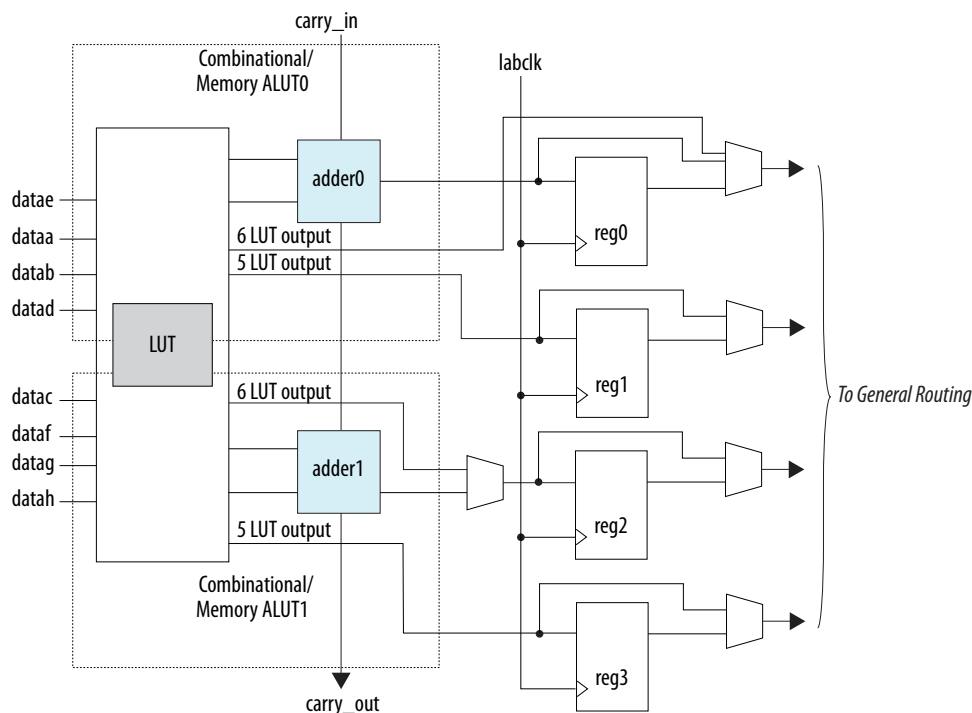 carry_in
Combinational/
Memory ALUT0
labclk
adder0
datae
dataa
datab
datad
6 LUT output
5 LUT output
reg0
LUT
reg1
To General Routing
datac
dataf
datag
datah
6 LUT output
adder1
5 LUT output
reg2
Combinational/
Memory ALUT1
reg3
carry_out